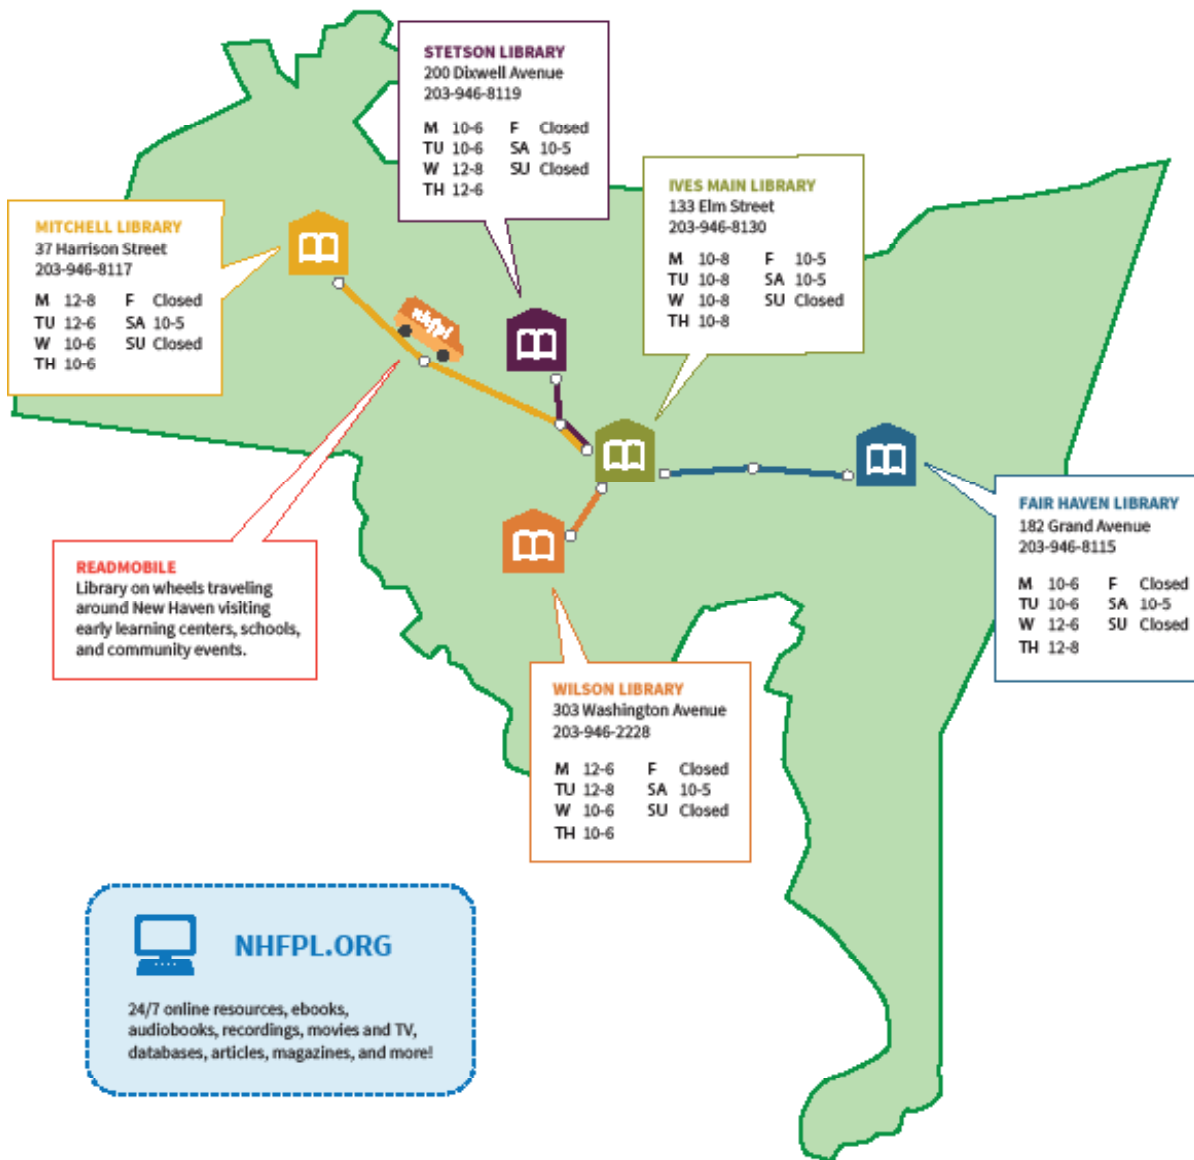 STETSON LIBRARY
200 Dixwell Avenue
203-946-8119
M 10-6 F Closed
TU 10-6 SA 10-5
W 12-8 SU Closed
TH 12-6
IVES MAIN LIBRARY
133 Elm Street
203-946-8130
M 10-8 F 10-5
TU 10-8 SA 10-5
W 10-8 SU Closed
TH 10-8
MITCHELL LIBRARY
37 Harrison Street
203-946-8117
M 12-8 F Closed
TU 12-6 SA 10-5
W 10-6 SU Closed
TH 10-6
nhfpl
FAIR HAVEN LIBRARY
182 Grand Avenue
203-946-8115
M 10-6 F Closed
TU 10-6 SA 10-5
W 12-6 SU Closed
TH 12-8
READMOBILE
Library on wheels traveling
around New Haven visiting
early learning centers, schools,
and community events.
WILSON LIBRARY
303 Washington Avenue
203-946-2228
M 12-6 F Closed
TU 12-8 SA 10-5
W 10-6 SU Closed
TH 10-6
NHFPL.ORG
24/7 online resources, ebooks,
audiobooks, recordings, movies and TV,
databases, articles, magazines, and more!